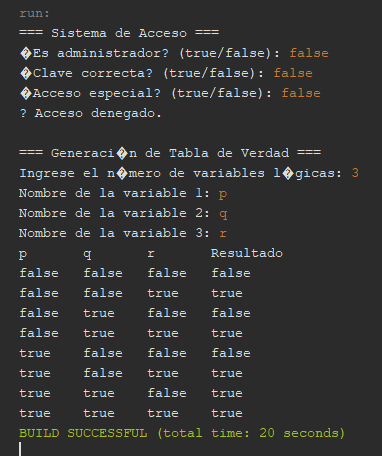 run:
=== Sistema de Acceso ===
�Es administrador? (true/false): false
�Clave correcta? (true/false): false
�Acceso especial? (true/false): false
? Acceso denegado.

=== Generaci�n de Tabla de Verdad ===
Ingrese el n�mero de variables l�gicas: 3
Nombre de la variable 1: p
Nombre de la variable 2: q
Nombre de la variable 3: r
p q r Resultado
false false false false
false false true true
false true false false
false true true true
true false false false
true false true true
true true false true
true true true true
BUILD SUCCESSFUL (total time: 20 seconds)